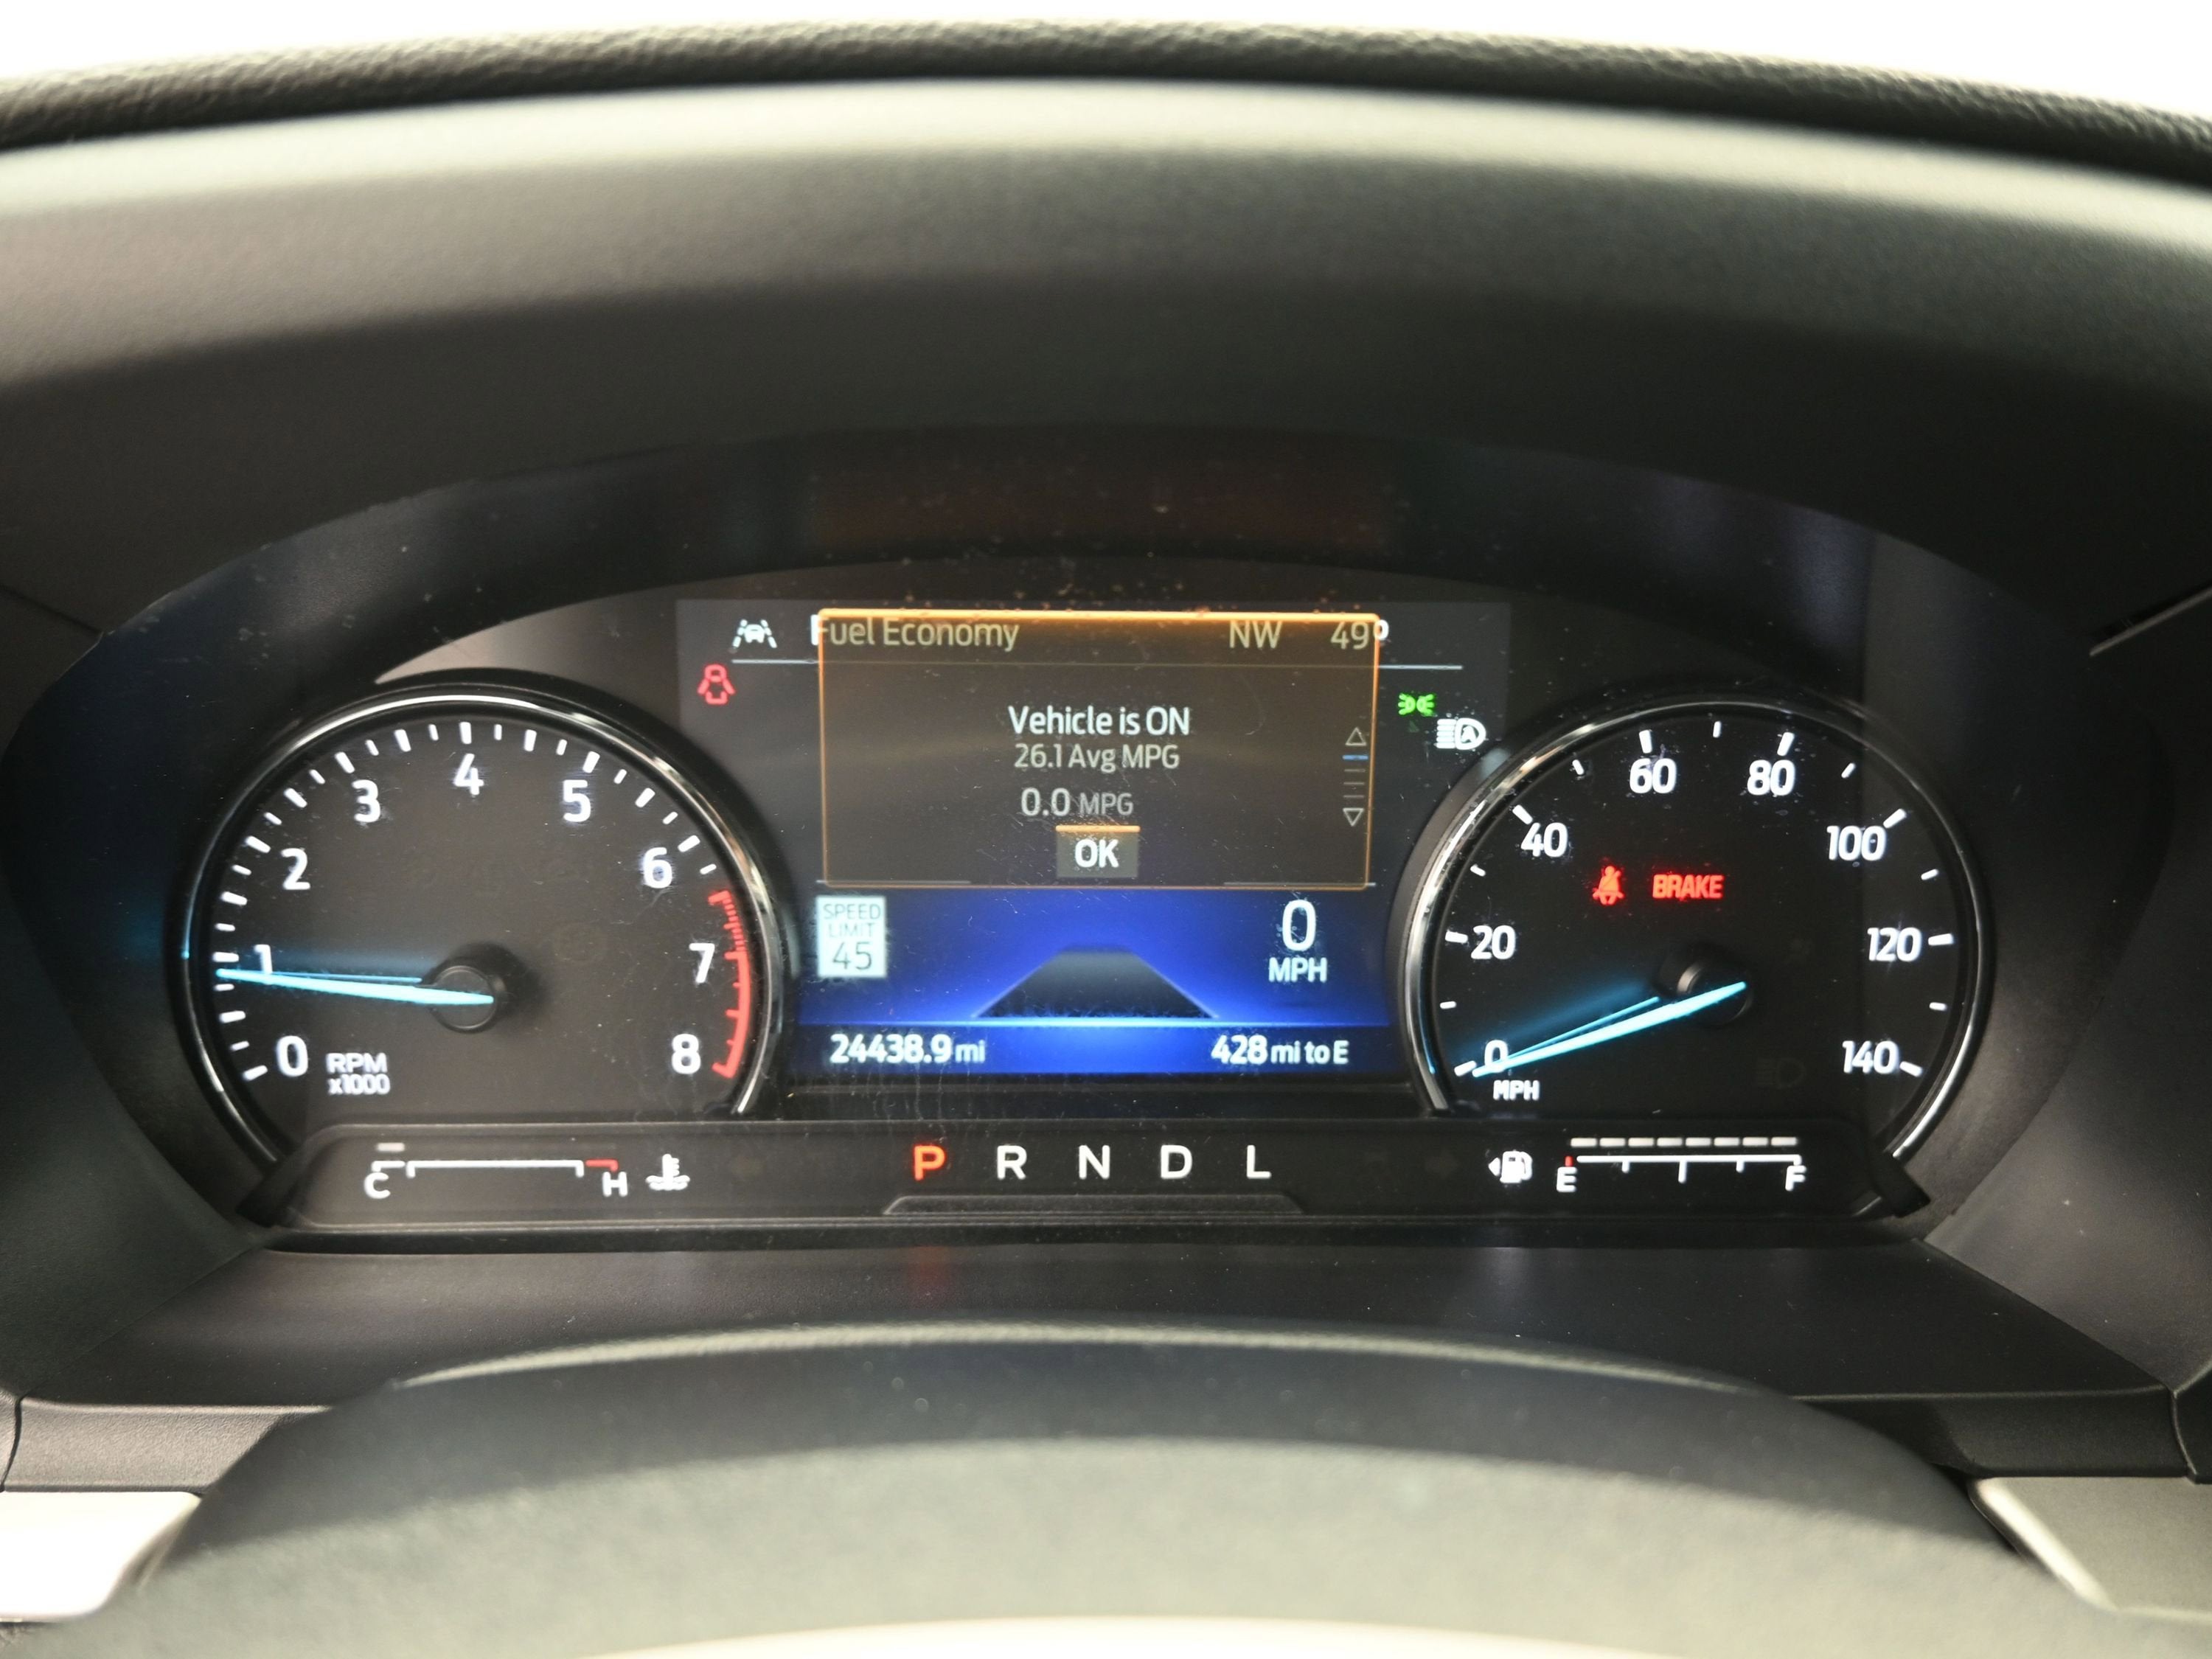 Fuel Economy NW 49°
Vehicle is ON
26.1 Avg MPG
0.0 MPG
OK
SPEED
LIMIT
45
0
MPH
24438.9 mi 428 mi to E
0 1 2 3 4 5 6 7 8
RPM
x1000
0 20 40 60 80 100 120 140
MPH
BRAKE
C H
P R N D L
E F